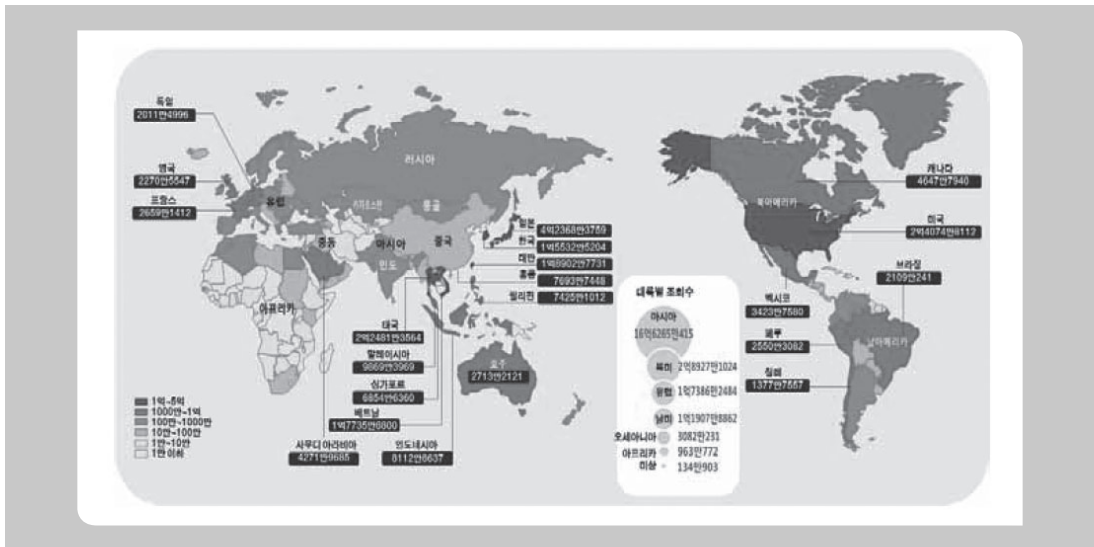 독일
2011만4996
영국
2270만5547
프랑스
2659만1412
유럽
러시아
카자흐스탄
몽골
중동
아시아
중국
인도
아프리카
일본 4억2368만3759
한국
1억5532만5204
대만
1억8902만7731
홍콩
7693만7448
필리핀 7425만1012
태국
2억2481만3564
말레이시아
9869만3969
싱가포르
6854만6360
베트남
1억7735만6800
사우디 아라비아
4271만9685
인도네시아
8112만8637
호주
2713만2121
1억~5억
1000만~1억
100만~1000만
10만~100만
1만~10만
1만 이하
대륙별 조회수
아시아
16억6265만415
북미 2억8927만1024
유럽 1억7386만2484
남미 1억1907만8862
오세아니아 3082만231
아프리카 963만772
미상 134만903
캐나다
4647만7940
북아메리카
미국
2억4074만8112
브라질
2109만241
멕시코
3423만7580
페루
2550만3082
남아메리카
칠레
1377만7557